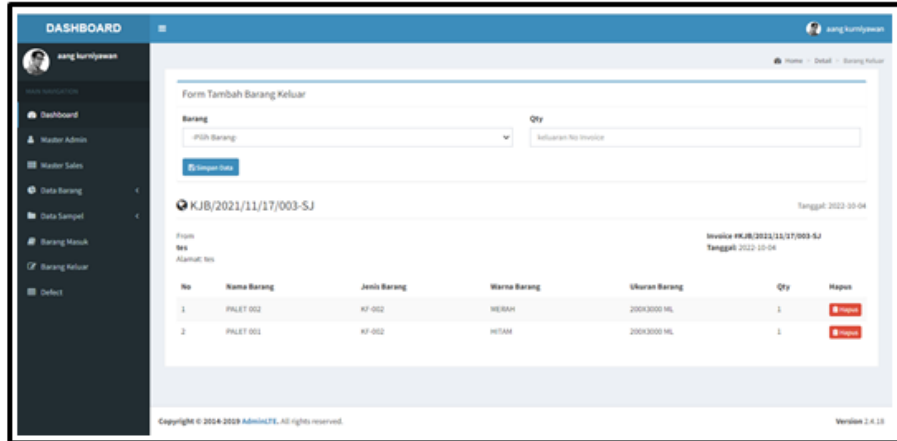 DASHBOARD
aang kurniyawan
aang kurniyawan
Home > Detail > Barang Keluar
MAIN NAVIGATION
Dashboard
Master Admin
Master Sales
Data Barang
Data Sampel
Barang Masuk
Barang Keluar
Defect
Form Tambah Barang Keluar
Barang Qty
-Pilih Barang- keluaran No Invoice
Simpan Data
KJB/2021/11/17/003-SJ Tanggal: 2022-10-04
From
tes
Alamat: tes
Invoice #KJB/2021/11/17/003-SJ
Tanggal: 2022-10-04
No Nama Barang Jenis Barang Warna Barang Ukuran Barang Qty Hapus
1 PALET 002 KF-002 MERAH 200X3000 ML 1 Hapus
2 PALET 001 KF-002 HITAM 200X3000 ML 1 Hapus
Copyright © 2014-2019 AdminLTE. All rights reserved. Version 2.4.18